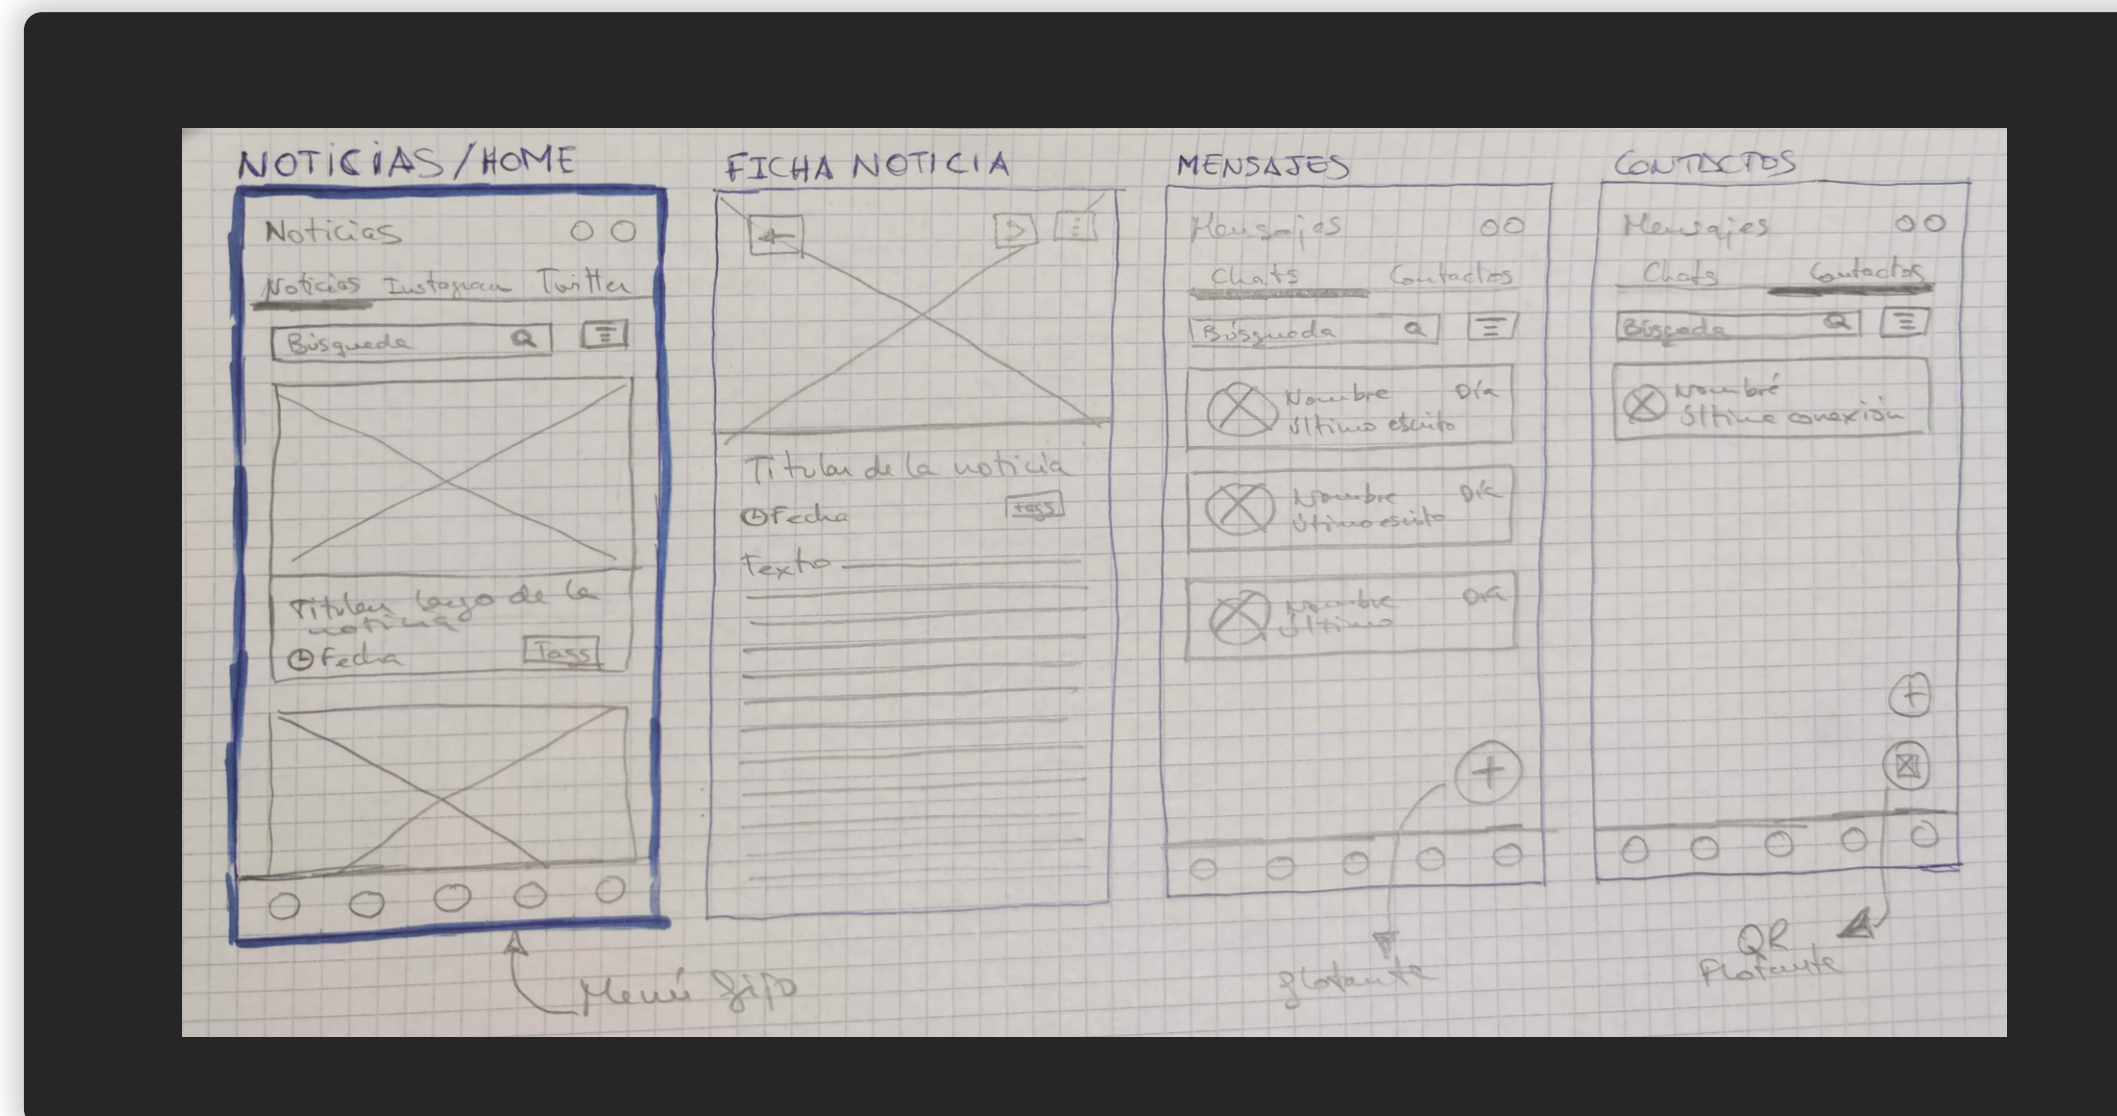 NOTICIAS/HOME
Noticias
Noticias Instagram Twitter
Búsqueda
Titular largo de la
noticia
Fecha
Tags
Menú fijo
FICHA NOTICIA
Titular de la noticia
Fecha
tags
Texto
MENSAJES
Mensajes
Chats Contactos
Búsqueda
Nombre Día
Último escrito
Nombre Día
Útimo escrito
Nombre Día
Último
flotante
CONTACTOS
Mensajes
Chats Contactos
Búsqeda
Nombre
Última conexión
QR
Flotante